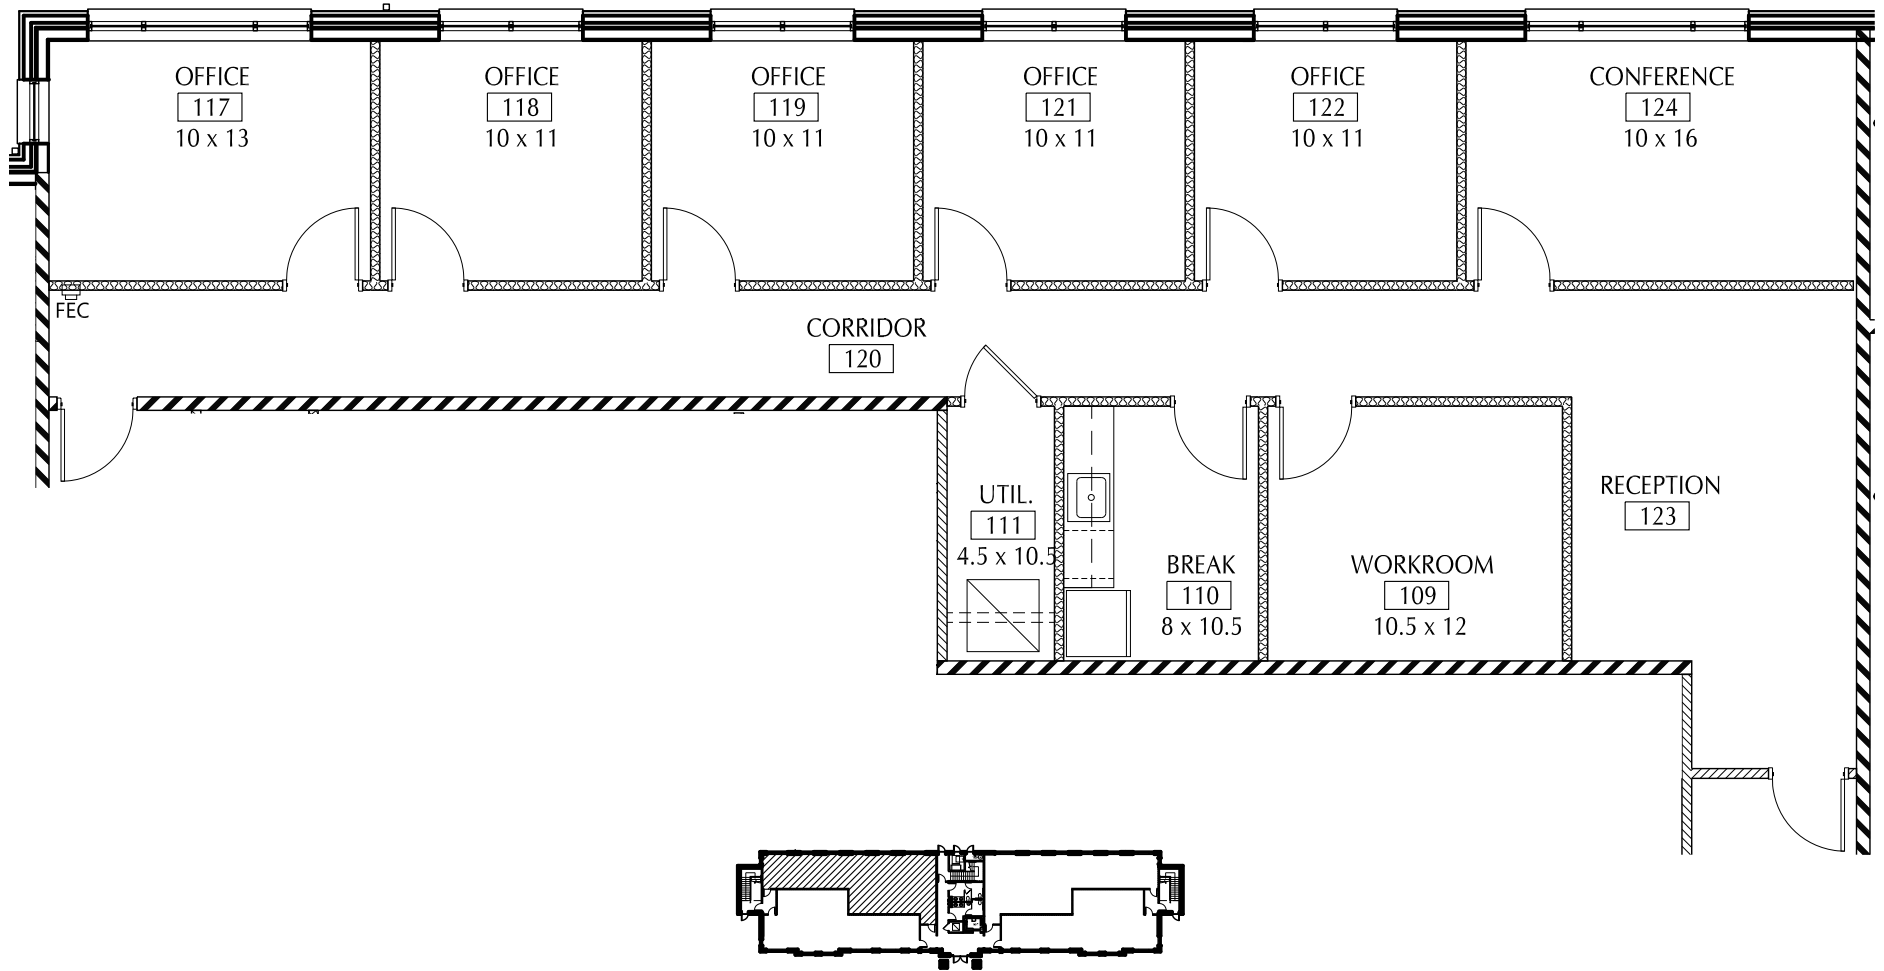 OFFICE
117
10 x 13
OFFICE
118
10 x 11
OFFICE
119
10 x 11
OFFICE
121
10 x 11
OFFICE
122
10 x 11
CONFERENCE
124
10 x 16
FEC
CORRIDOR
120
UTIL.
111
4.5 x 10.5
BREAK
110
8 x 10.5
WORKROOM
109
10.5 x 12
RECEPTION
123